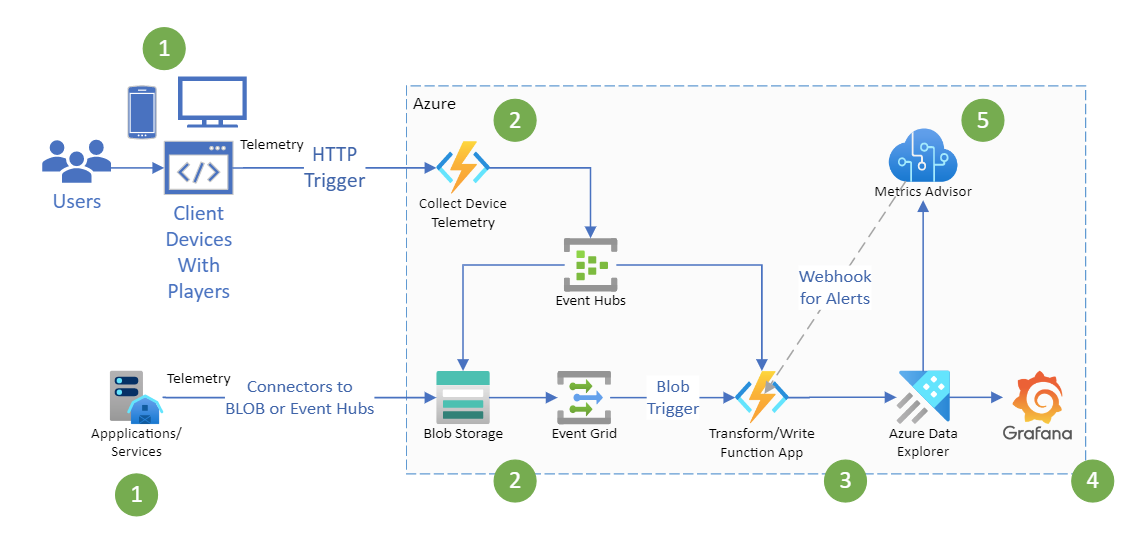 1
Azure
2
5
Telemetry
HTTP
Trigger
Users
Client
Devices
With
Players
Collect Device
Telemetry
Metrics Advisor
Event Hubs
Webhook
for Alerts
Telemetry
Connectors to
BLOB or Event Hubs
Blob
Trigger
Appplications/
Services
Blob Storage
Event Grid
Transform/Write
Function App
Azure Data
Explorer
Grafana
1
2
3
4